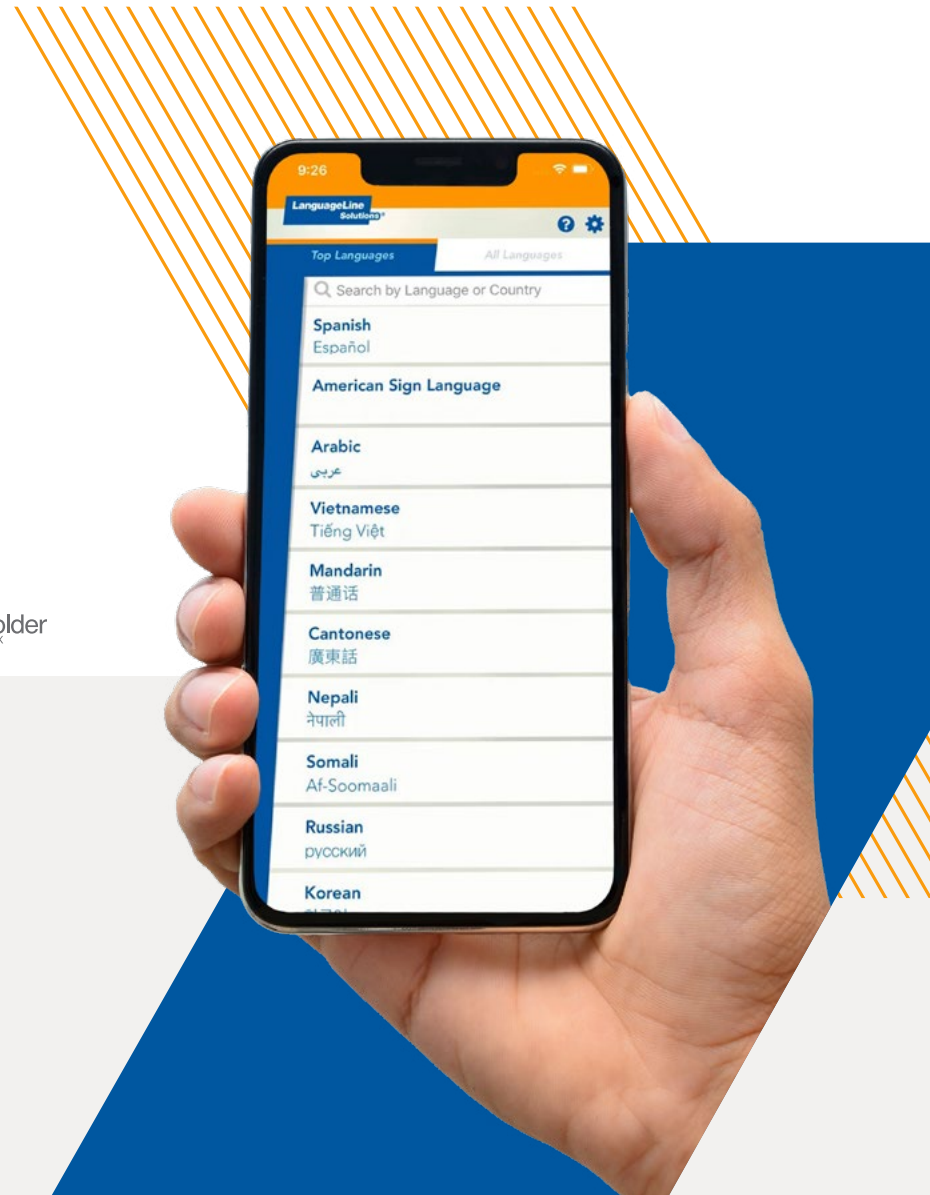 9:26
LanguageLine
Solutions®
Top Languages
All Languages
Search by Language or Country
Spanish
Español
American Sign Language
Arabic
عربي
Vietnamese
Tiếng Việt
Mandarin
普通话
Cantonese
廣東話
Nepali
नेपाली
Somali
Af-Soomaali
Russian
русский
Korean